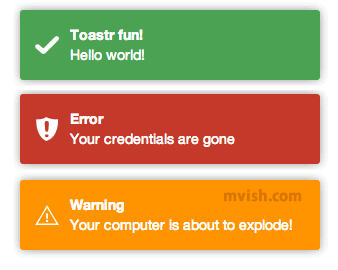 Toastr fun!
Hello world!
Error
Your credentials are gone
mvish.com
Warning
Your computer is about to explode!